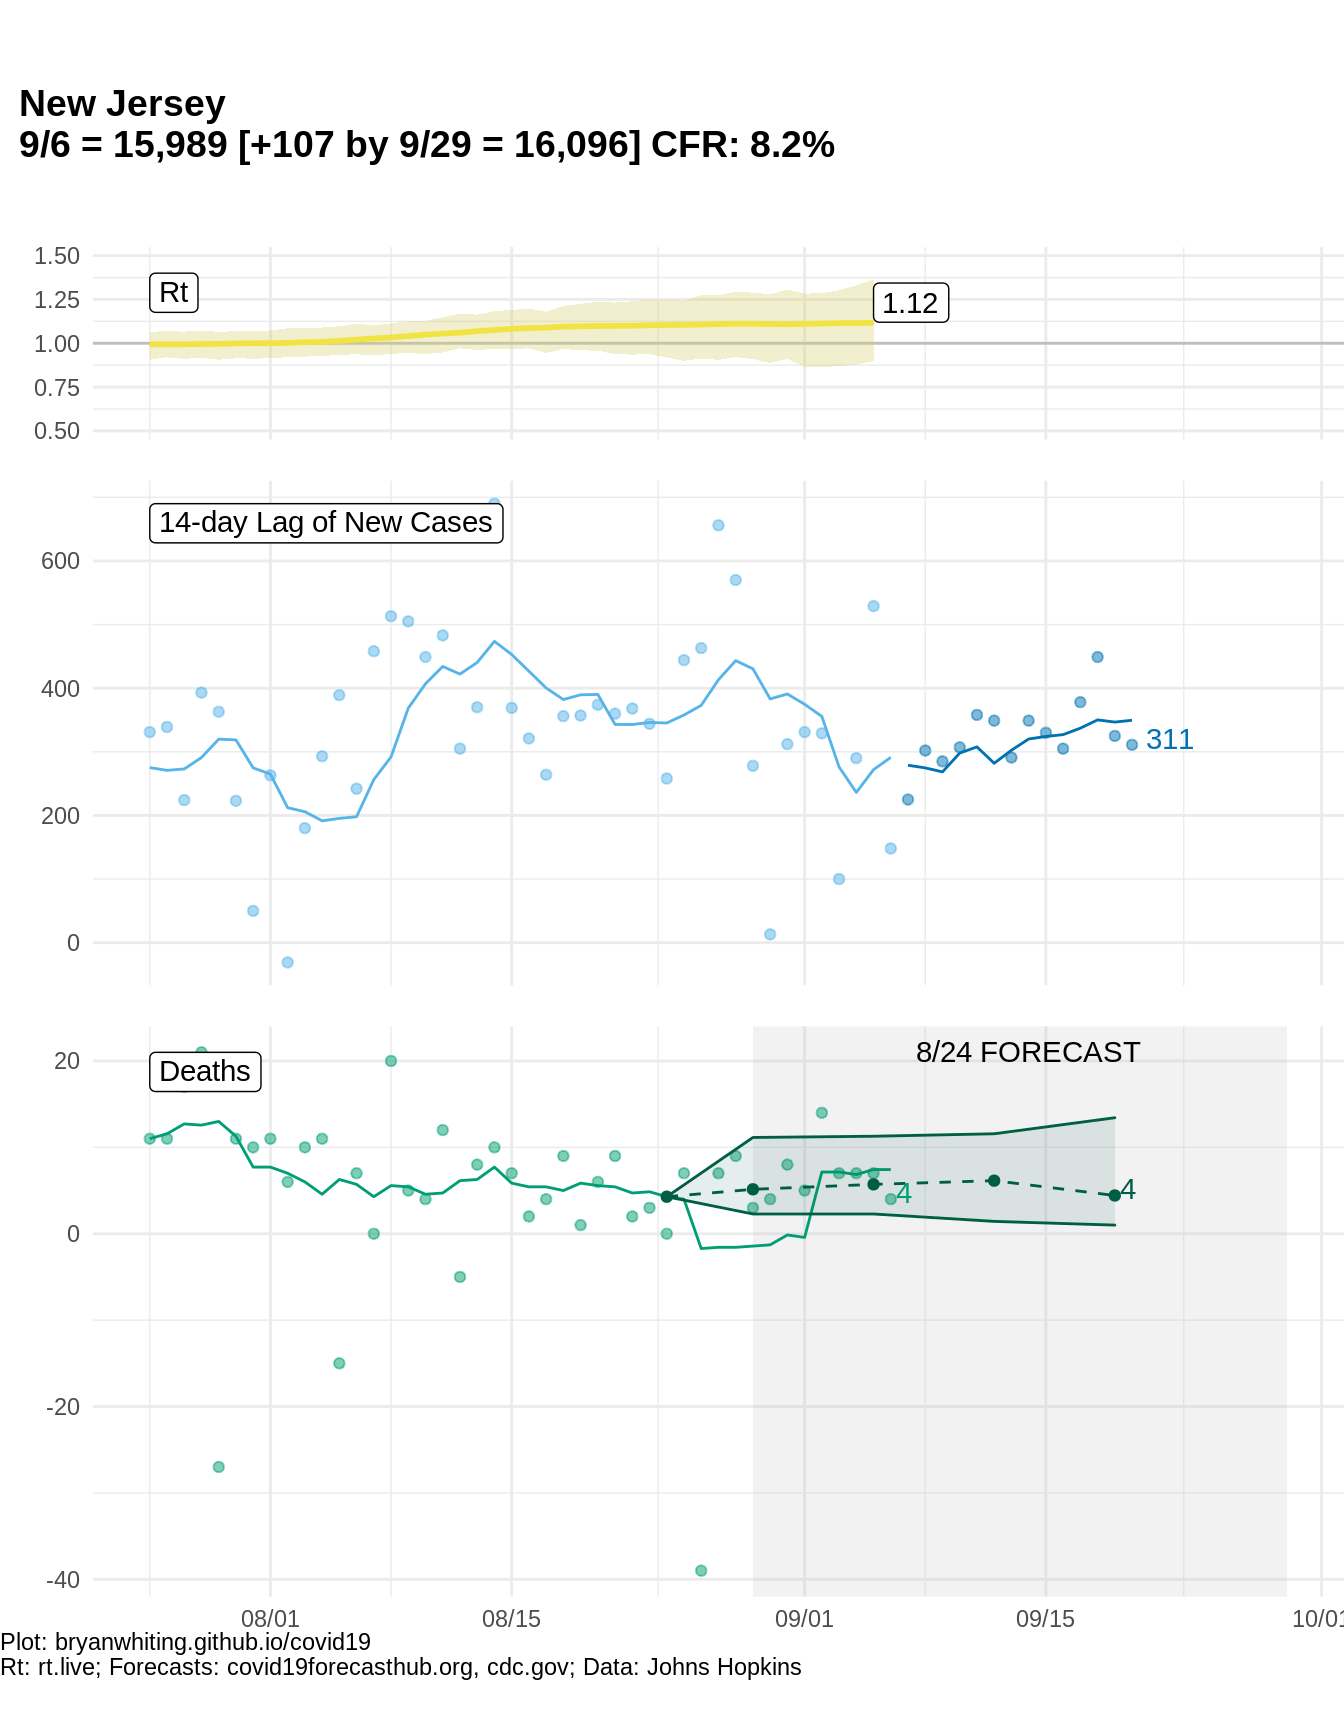 New Jersey
9/6 = 15,989 [+107 by 9/29 = 16,096] CFR: 8.2%
1.50
1.25
1.00
0.75
0.50
Rt
1.12
14-day Lag of New Cases
600
400
200
0
311
Deaths
8/24 FORECAST
20
0
-20
-40
4
4
08/01
08/15
09/01
09/15
10/01
Plot: bryanwhiting.github.io/covid19
Rt: rt.live; Forecasts: covid19forecasthub.org, cdc.gov; Data: Johns Hopkins